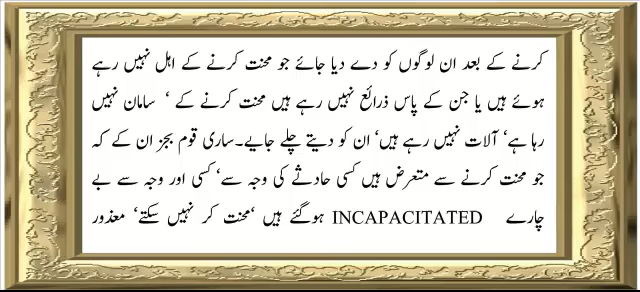 کرنے کے بعد ان لوگوں کو دے دیا جائے جو محنت کرنے کے اہل نہیں رہے
ہوئے ہیں یا جن کے پاس ذرائع نہیں رہے ہیں محنت کرنے کے ‘ سامان نہیں
رہا ہے‘ آلات نہیں رہے ہیں‘ ان کو دیتے چلے جایے۔ساری قوم بجز ان کے کہ
جو محنت کرنے سے متعرض ہیں کسی حادثے کی وجہ سے‘ کسی اور وجہ سے بے
چارے INCAPACITATED ہوگئے ہیں ‘محنت کر نہیں سکتے‘ معذور